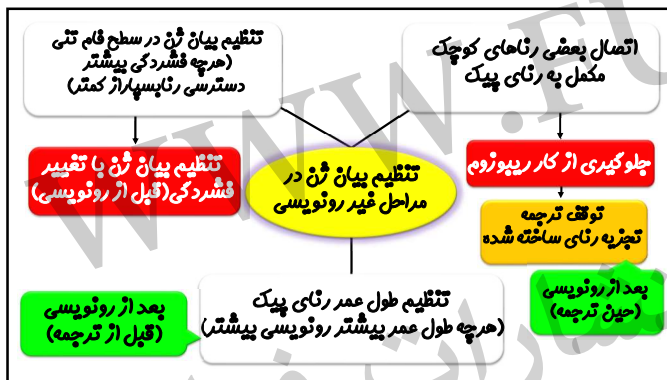 تنظیم بیان ژن در سطح فام تنی
(هرچه فشردگی بیشتر
دسترسی رنابسپاراز کمتر)
اتصال بعضی رناهای کوچک
مکمل به رنای پیک
تنظیم بیان ژن با تغییر
فشردگی(قبل از رونویسی)
تنظیم بیان ژن در
مراحل غیر رونویسی
جلوگیری از کار ریبوزوم
توقف ترجمه
تجزیه رنای ساخته شده
بعد از رونویسی
(حین ترجمه)
تنظیم طول عمر رنای پیک
(هرچه طول عمر بیشتر رونویسی بیشتر)
بعد از رونویسی
(قبل از ترجمه)
WWW.FU